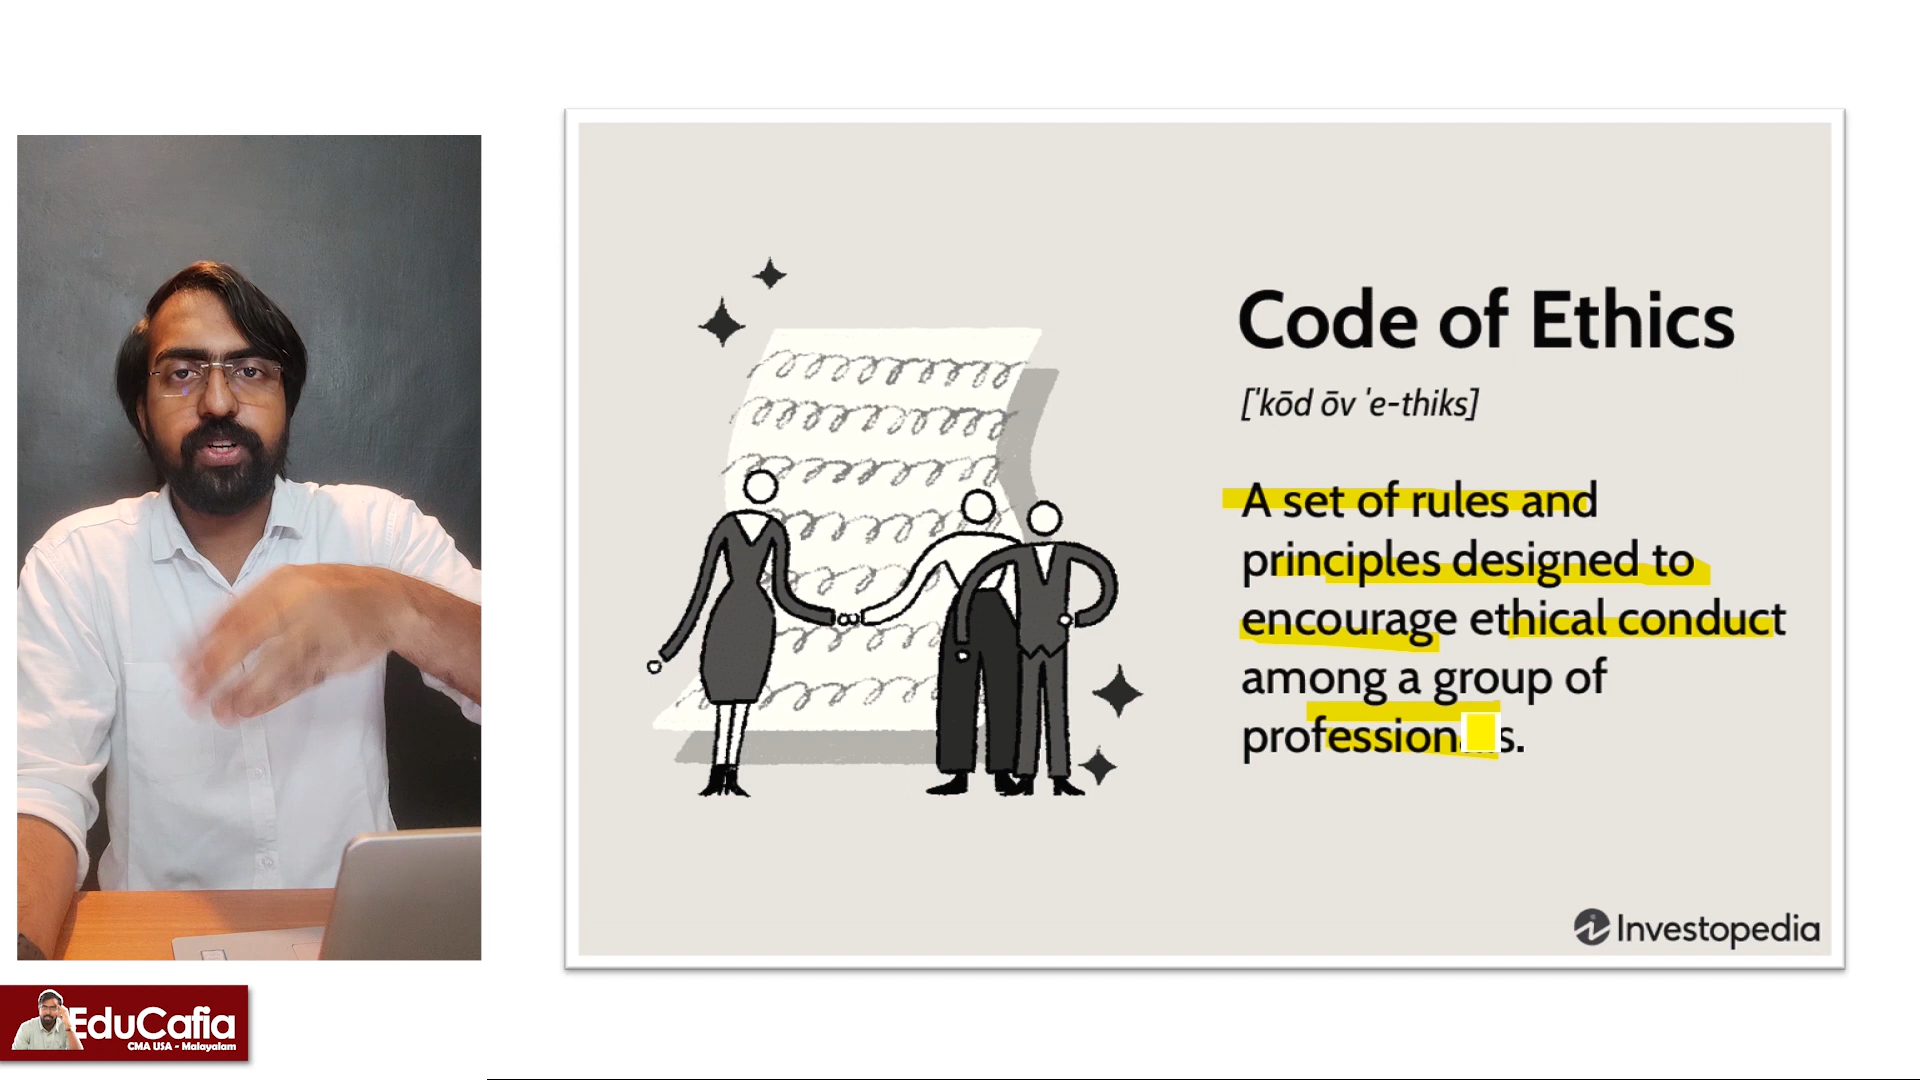 Code of Ethics
['kōd ōv 'e-thiks]
A set of rules and
principles designed to
encourage ethical conduct
among a group of
professionals.
Investopedia
EduCafia
CMA USA - Malayalam